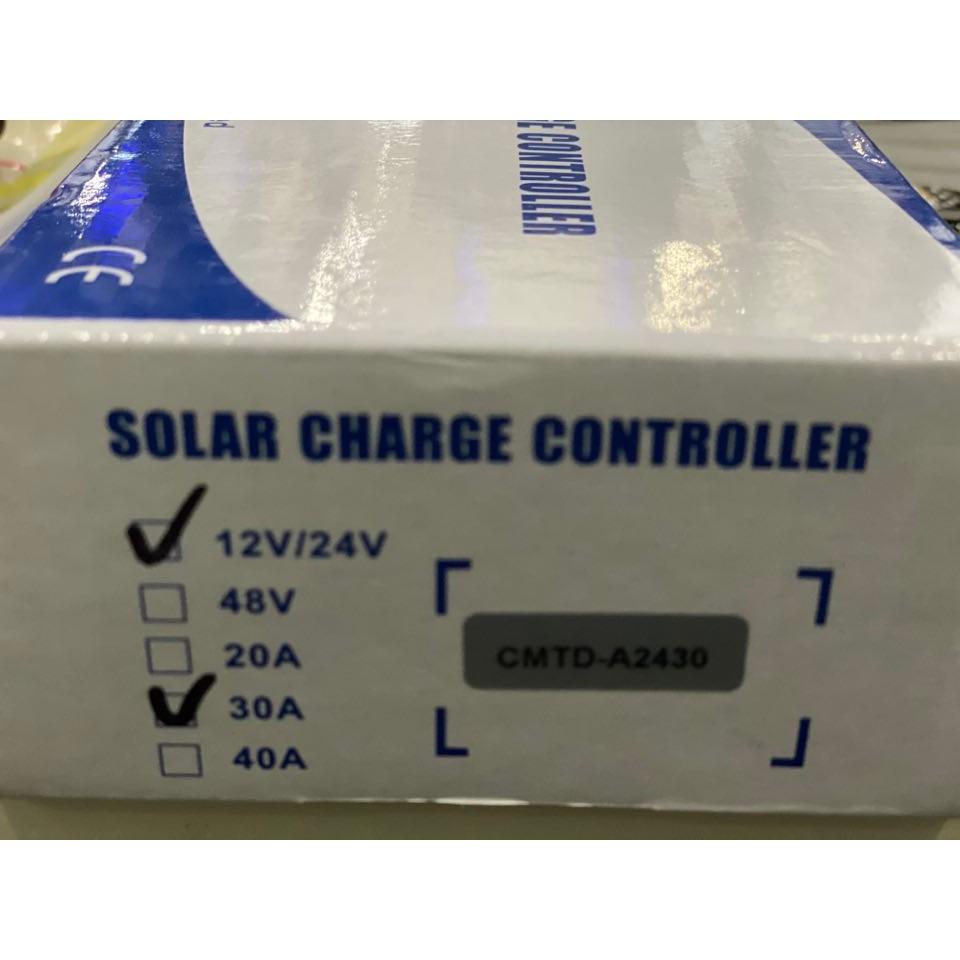 CE
CONTROLLER
SOLAR CHARGE CONTROLLER
12V/24V
48V
20A
30A
40A
CMTD-A2430